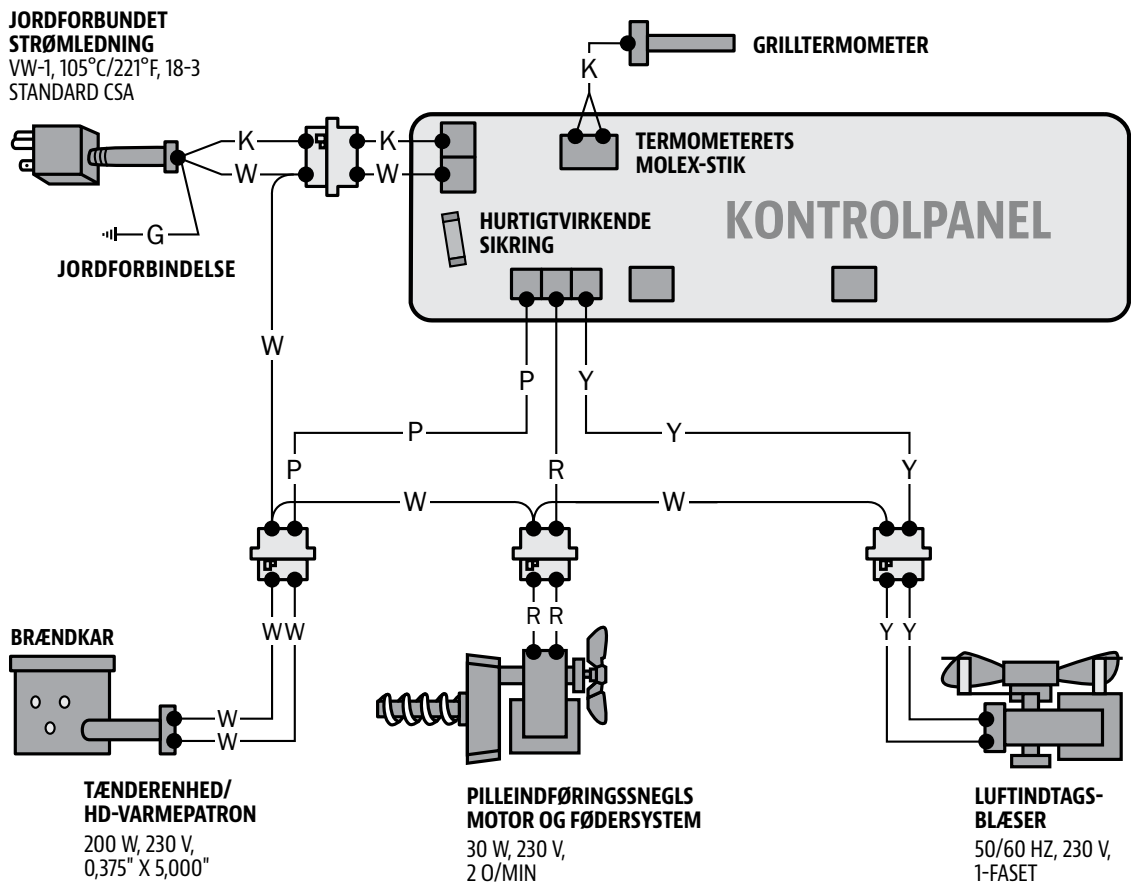 JORDFORBUNDET
STRØMLEDNING
VW-1, 105°C/221°F, 18-3
STANDARD CSA
GRILLTERMOMETER
K
K
K
W
W
G
JORDFORBINDELSE
TERMOMETERETS
MOLEX-STIK
HURTIGTVIRKENDE
SIKRING
KONTROLPANEL
W
P
Y
P
Y
P
R
Y
W
W
BRÆNDKAR
W W
R R
Y Y
W
W
TÆNDERENHED/
HD-VARMEPATRON
200 W, 230 V,
0,375" X 5,000"
PILLEINDFØRINGSSNEGLS
MOTOR OG FØDERSYSTEM
30 W, 230 V,
2 O/MIN
LUFTINDTAGS-
BLÆSER
50/60 HZ, 230 V,
1-FASET